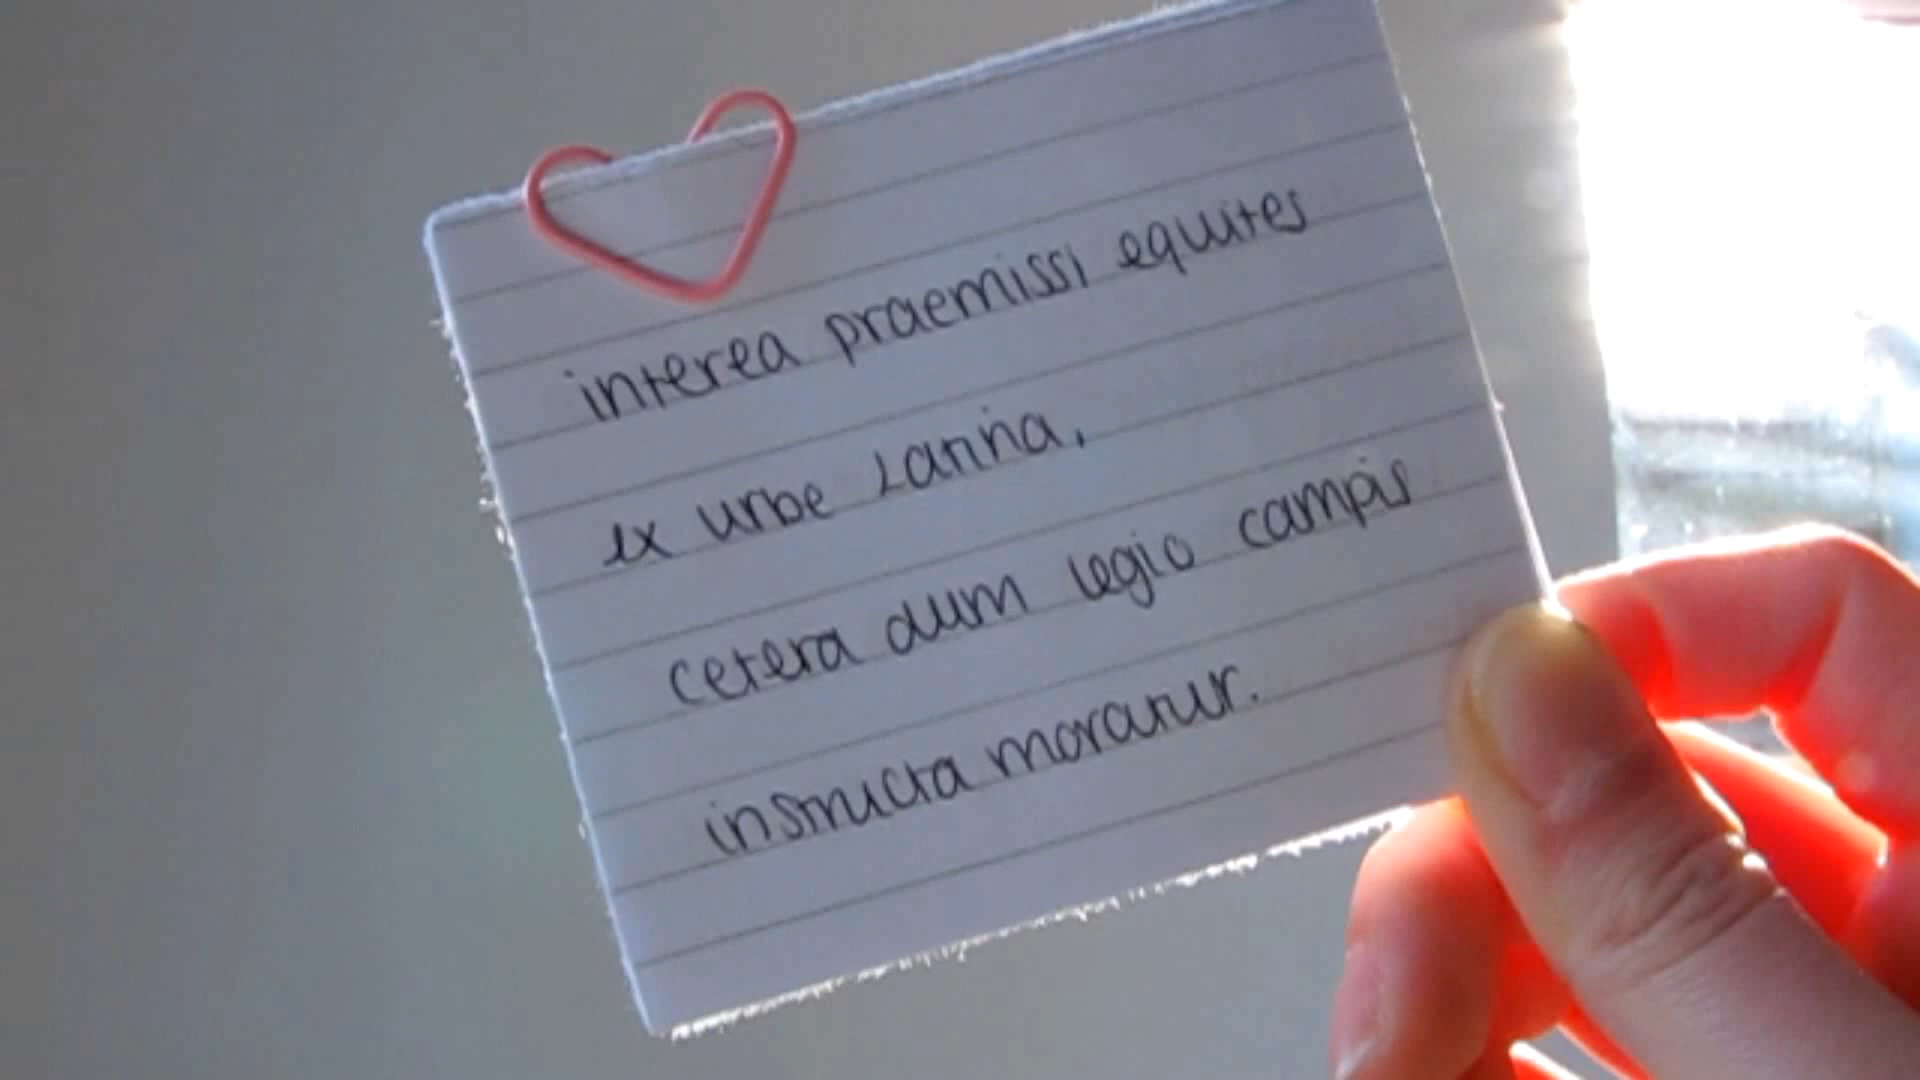 interea praemissi equites
ex urbe Latina,
cetera dum legio campis
instructa moratur.